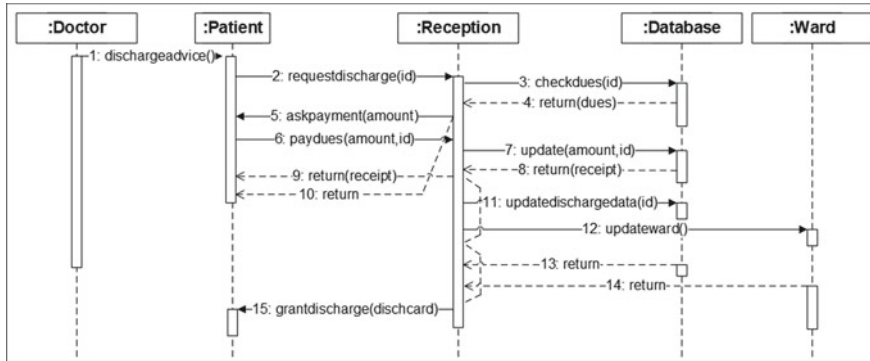 :Doctor :Patient :Reception :Database :Ward
1: dischargeadvice()
2: requestdischarge(id)
3: checkdues(id)
4: return(dues)
5: askpayment(amount)
6: paydues(amount,id)
7: update(amount,id)
8: return(receipt)
9: return(receipt)
10: return
11: updatedischargedata(id)
12: updateward()
13: return
14: return
15: grantdischarge(dischcard)